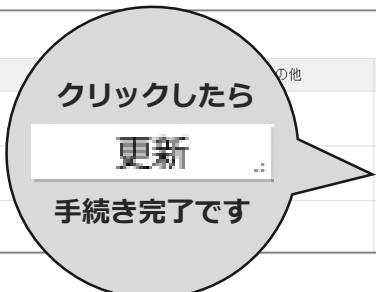 クリックしたら
更新
手続き完了です
の他